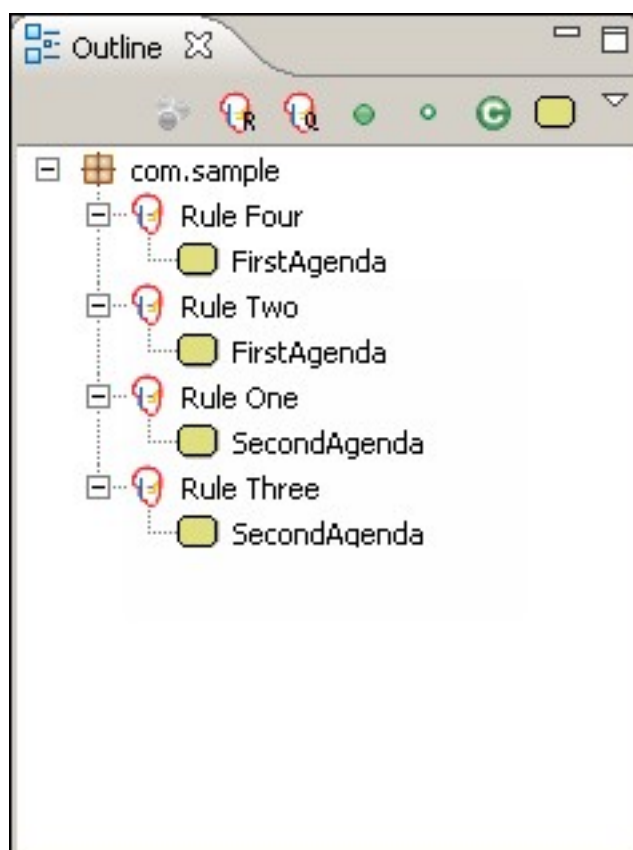 Outline
R Q C
com.sample
Rule Four
FirstAgenda
Rule Two
FirstAgenda
Rule One
SecondAgenda
Rule Three
SecondAgenda